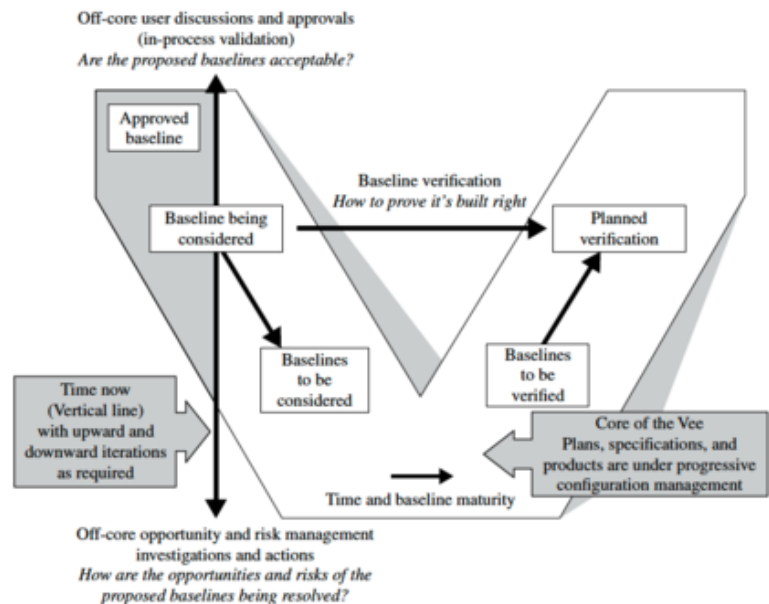 Off-core user discussions and approvals
(in-process validation)
Are the proposed baselines acceptable?
Approved
baseline
Baseline verification
How to prove it's built right
Baseline being
considered
Planned
verification
Baselines
to be
considered
Baselines
to be
verified
Time now
(Vertical line)
with upward and
downward iterations
as required
Core of the Vee
Plans, specifications, and
products are under progressive
configuration management
Time and baseline maturity
Off-core opportunity and risk management
investigations and actions
How are the opportunities and risks of the
proposed baselines being resolved?